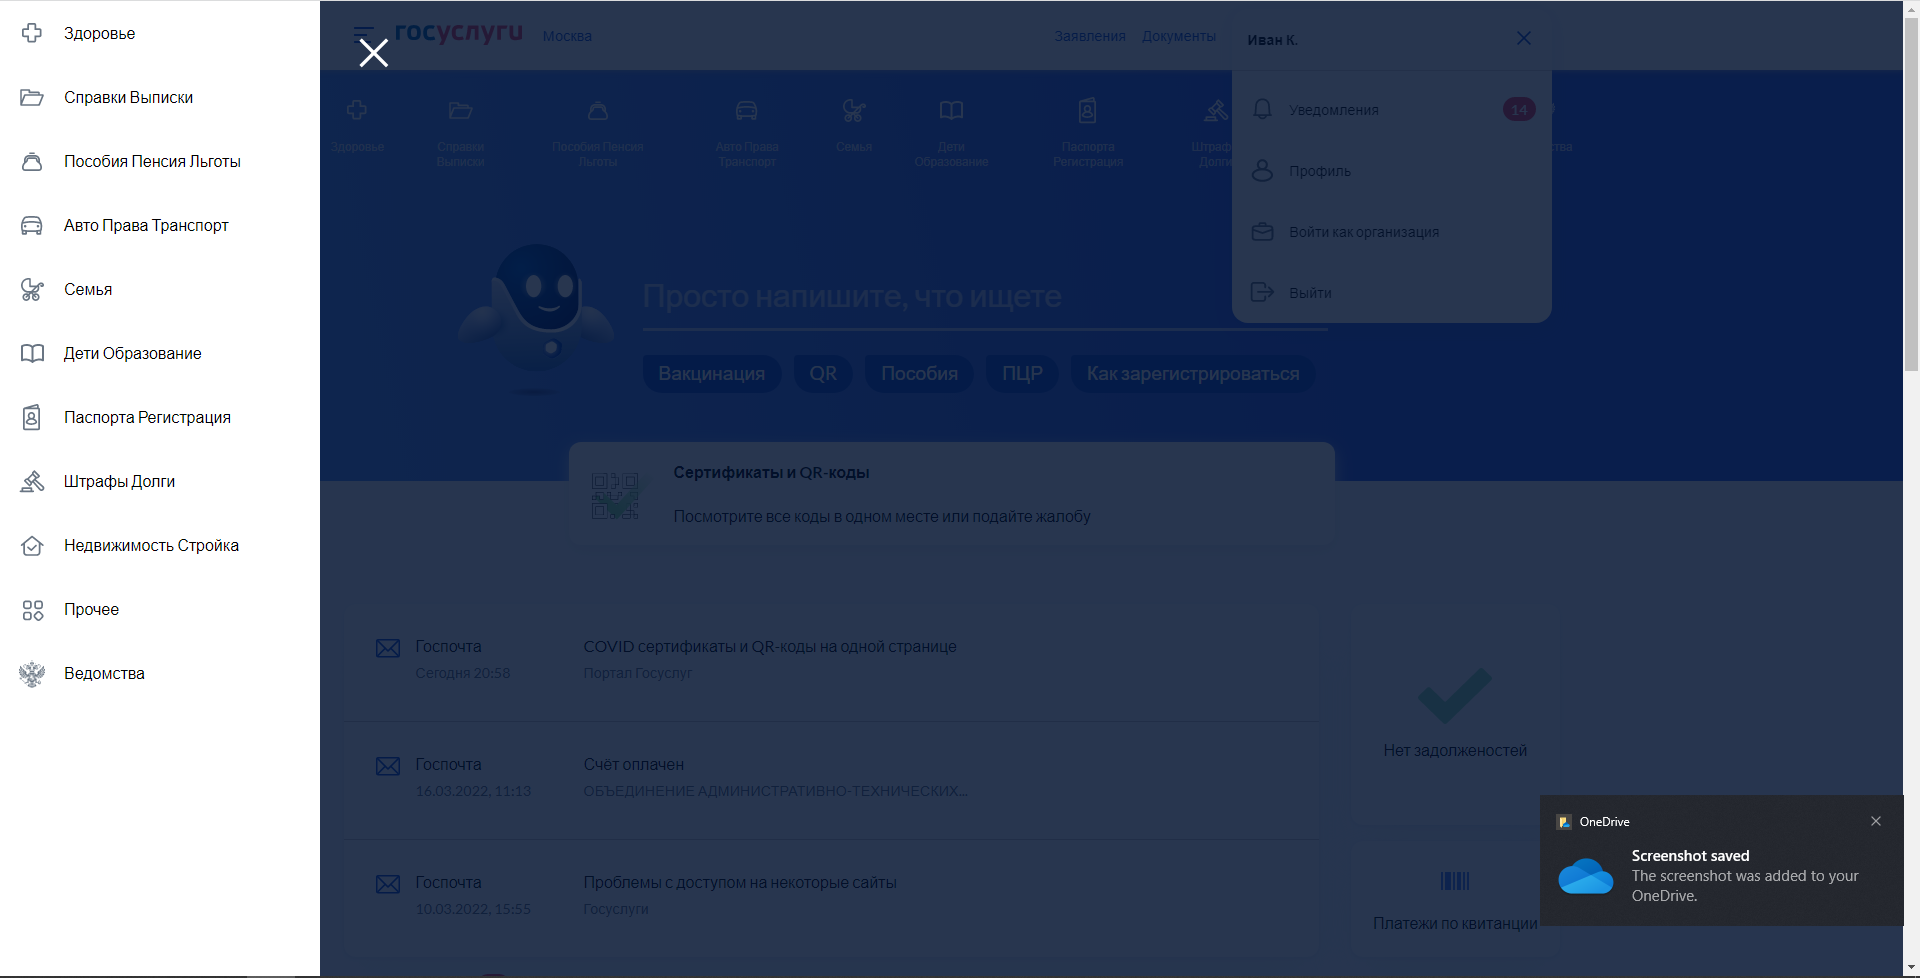 Здоровье
Справки Выписки
Пособия Пенсия Льготы
Авто Права Транспорт
Семья
Дети Образование
Паспорта Регистрация
Штрафы Долги
Недвижимость Стройка
Прочее
Ведомства
госуслуги
Москва
Заявления
Документы
Иван К.
Здоровье
Справки
Выписки
Пособия Пенсия
Льготы
Авто Права
Транспорт
Семья
Дети
Образование
Паспорта
Регистрация
Уведомления
14
Профиль
Войти как организация
Выйти
Просто напишите, что ищете
Вакцинация
QR
Пособия
ПЦР
Как зарегистрироваться
Сертификаты и QR-коды
Посмотрите все коды в одном месте или подайте жалобу
Госпочта
COVID сертификаты и QR-коды на одной странице
Сегодня 20:58
Портал Госуслуг
Госпочта
Счёт оплачен
16.03.2022, 11:13
ОБЪЕДИНЕНИЕ АДМИНИСТРАТИВНО-ТЕХНИЧЕСКИХ...
Госпочта
Проблемы с доступом на некоторые сайты
10.03.2022, 15:55
Госуслуги
Нет задолженостей
Платежи по квитанции
OneDrive
Screenshot saved
The screenshot was added to your
OneDrive.